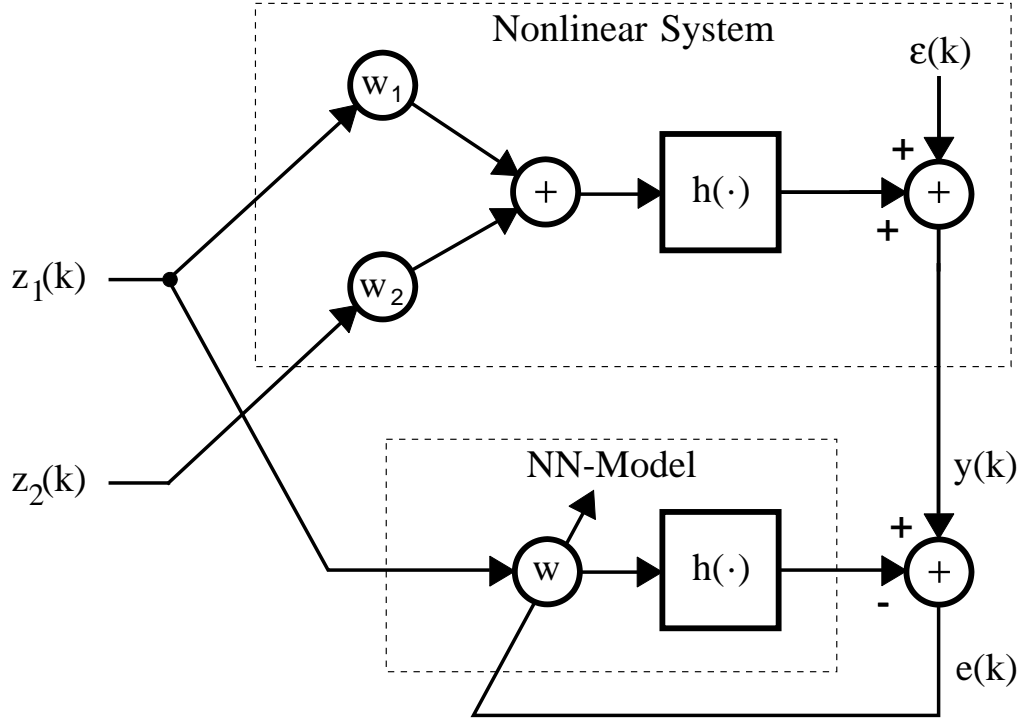 Nonlinear System
ε(k)
w1
+
+
h(·)
+
+
z1(k)
w2
z2(k)
NN-Model
y(k)
+
w
h(·)
+
-
e(k)